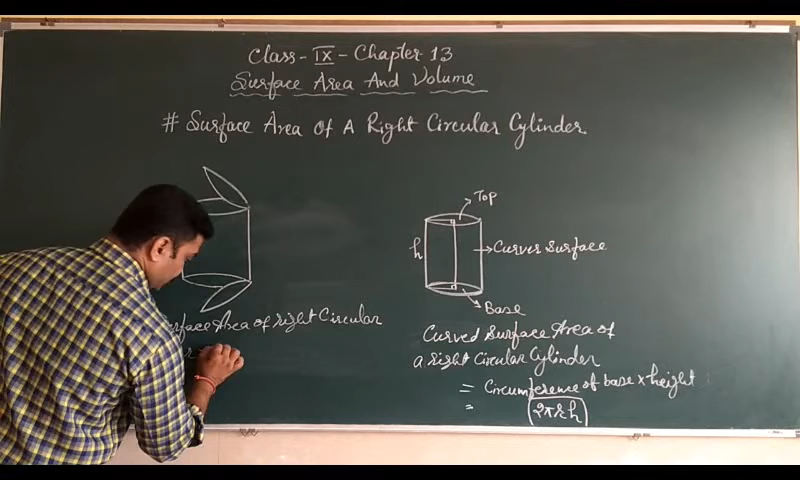 Class - IX - Chapter 13
Surface Area And Volume
# Surface Area Of A Right Circular Cylinder
Area of right Circular
Top
h
Curves Surface
Base
Curved Surface Area of
a right Circular Cylinder
= Circumference of base × height
= 2πrh